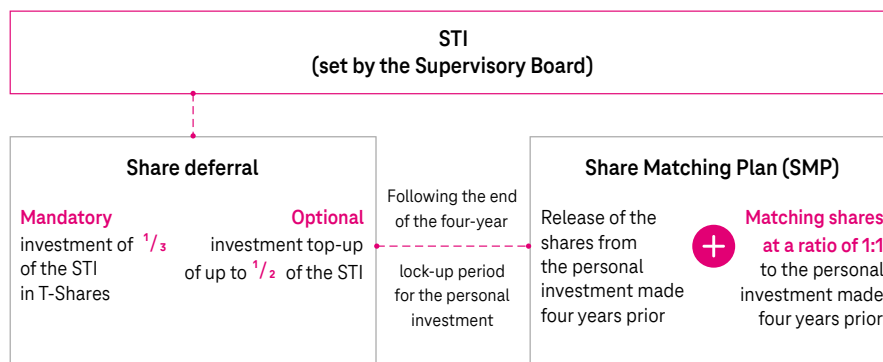 STI
(set by the Supervisory Board)
Share deferral
Mandatory
investment of 1/3
of the STI
in T-Shares
Optional
investment top-up
of up to 1/2 of the STI
Following the end
of the four-year
lock-up period
for the personal
investment
Share Matching Plan (SMP)
Release of the
shares from
the personal
investment made
four years prior
+
Matching shares
at a ratio of 1:1
to the personal
investment made
four years prior